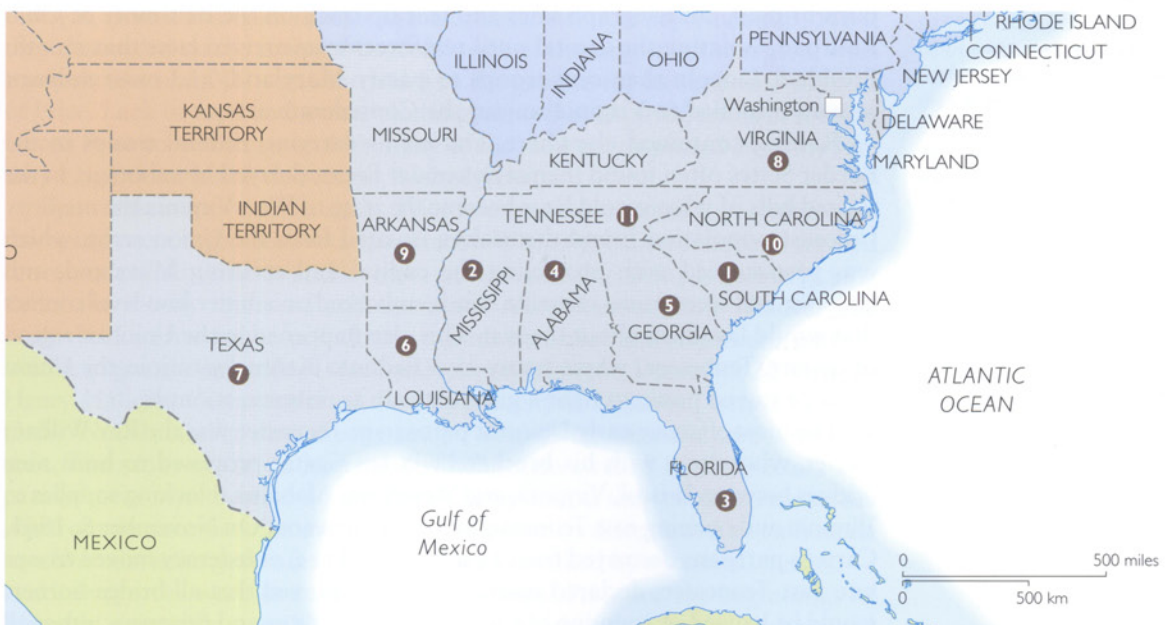 RHODE ISLAND
PENNSYLVANIA
CONNECTICUT
ILLINOIS
INDIANA
OHIO
NEW JERSEY
Washington
KANSAS
TERRITORY
MISSOURI
DELAWARE
VIRGINIA
8
MARYLAND
KENTUCKY
INDIAN
TERRITORY
ARKANSAS
9
TENNESSEE 11
NORTH CAROLINA
10
O
2
MISSISSIPPI
4
ALABAMA
1
SOUTH CAROLINA
5
GEORGIA
TEXAS
7
6
LOUISIANA
ATLANTIC
OCEAN
FLORIDA
3
Gulf of
Mexico
MEXICO
0 500 miles
0 500 km